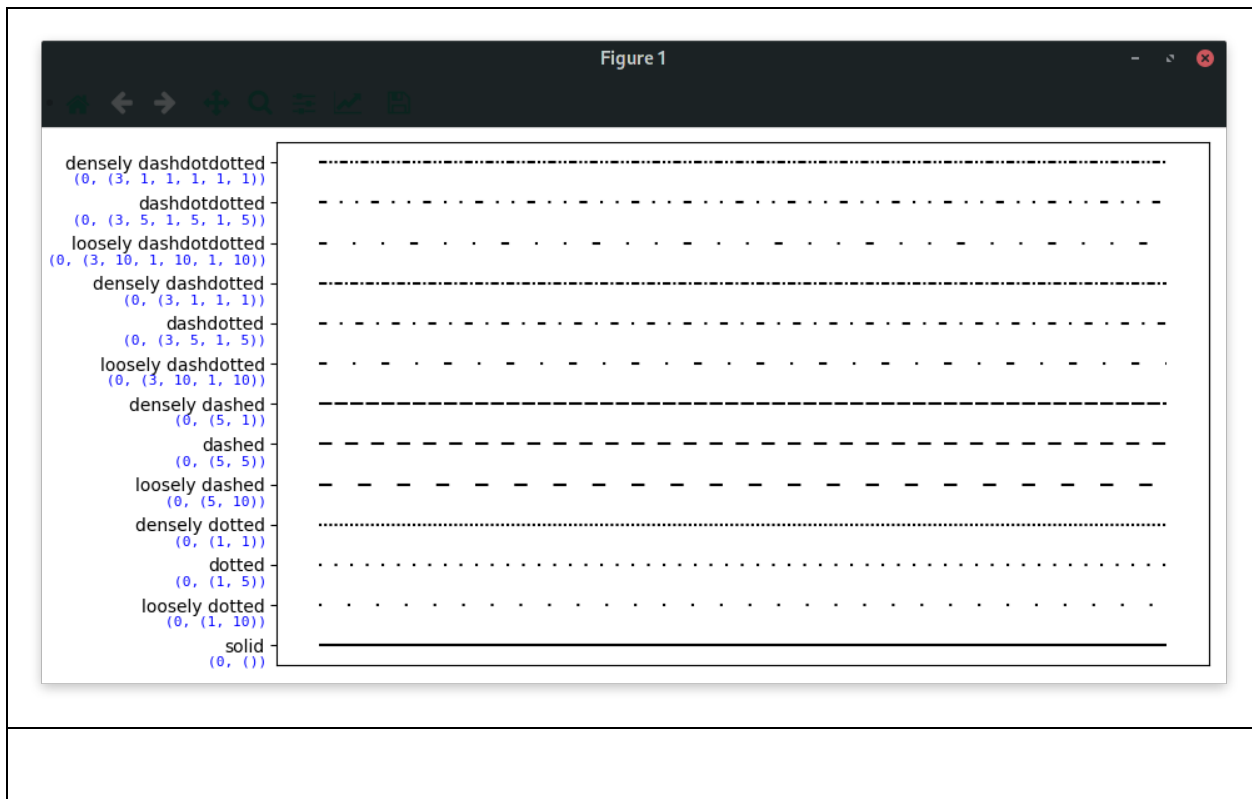 Figure 1
densely dashdotdotted
(0, (3, 1, 1, 1, 1, 1))
dashdotdotted
(0, (3, 5, 1, 5, 1, 5))
loosely dashdotdotted
(0, (3, 10, 1, 10, 1, 10))
densely dashdotted
(0, (3, 1, 1, 1))
dashdotted
(0, (3, 5, 1, 5))
loosely dashdotted
(0, (3, 10, 1, 10))
densely dashed
(0, (5, 1))
dashed
(0, (5, 5))
loosely dashed
(0, (5, 10))
densely dotted
(0, (1, 1))
dotted
(0, (1, 5))
loosely dotted
(0, (1, 10))
solid
(0, ())